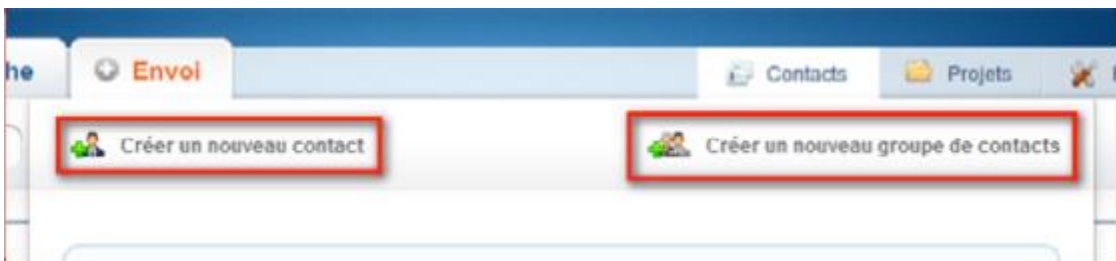 he Envoi Contacts Projets
Créer un nouveau contact Créer un nouveau groupe de contacts